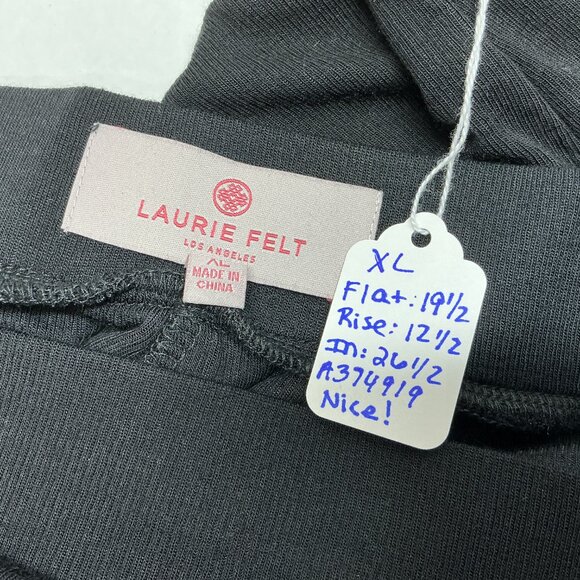 LAURIE FELT
LOS ANGELES
XL
MADE IN
CHINA
XL
Flat: 19 1/2
Rise: 12 1/2
In: 26 1/2
A374919
Nice!